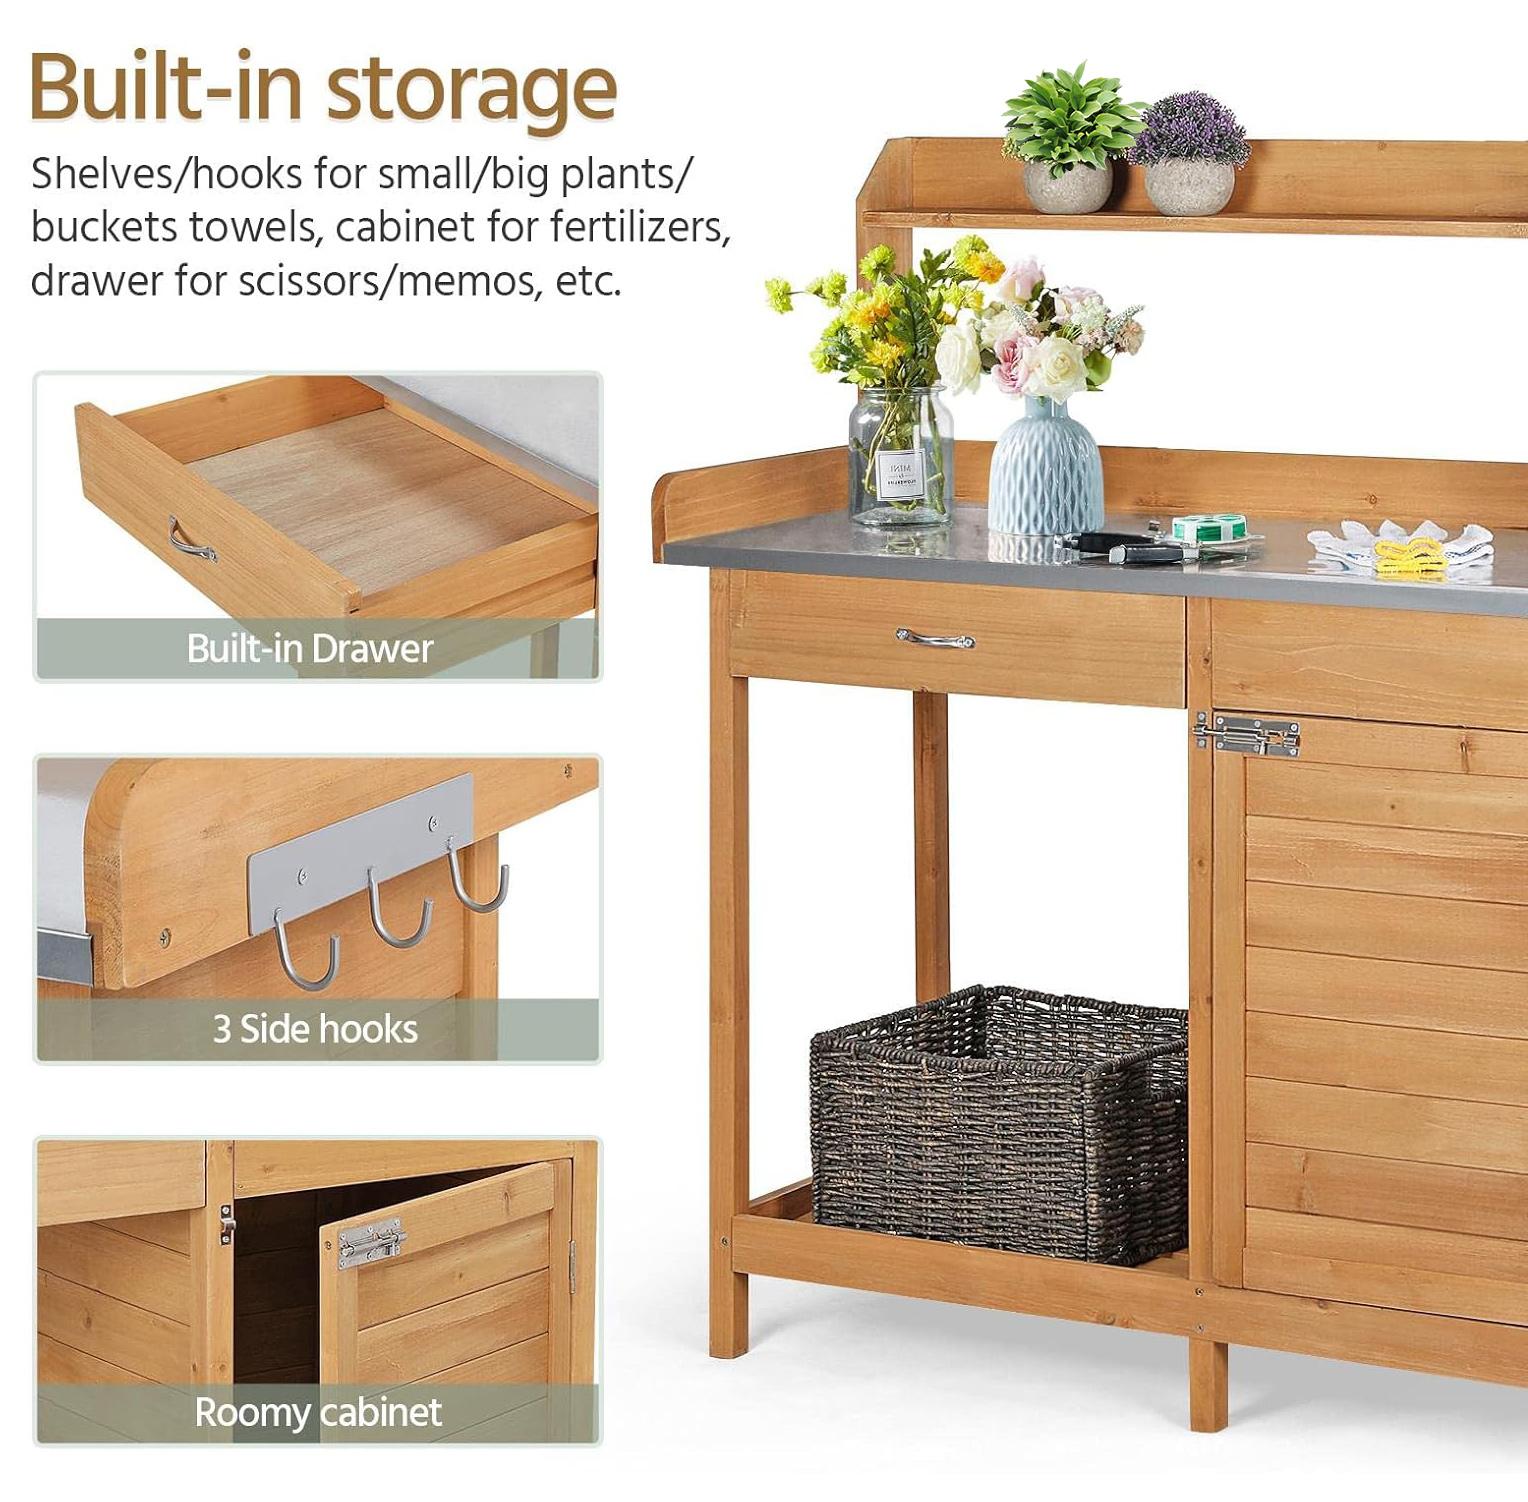 Built-in storage
Shelves/hooks for small/big plants/
buckets towels, cabinet for fertilizers,
drawer for scissors/memos, etc.
Built-in Drawer
3 Side hooks
Roomy cabinet
MINI